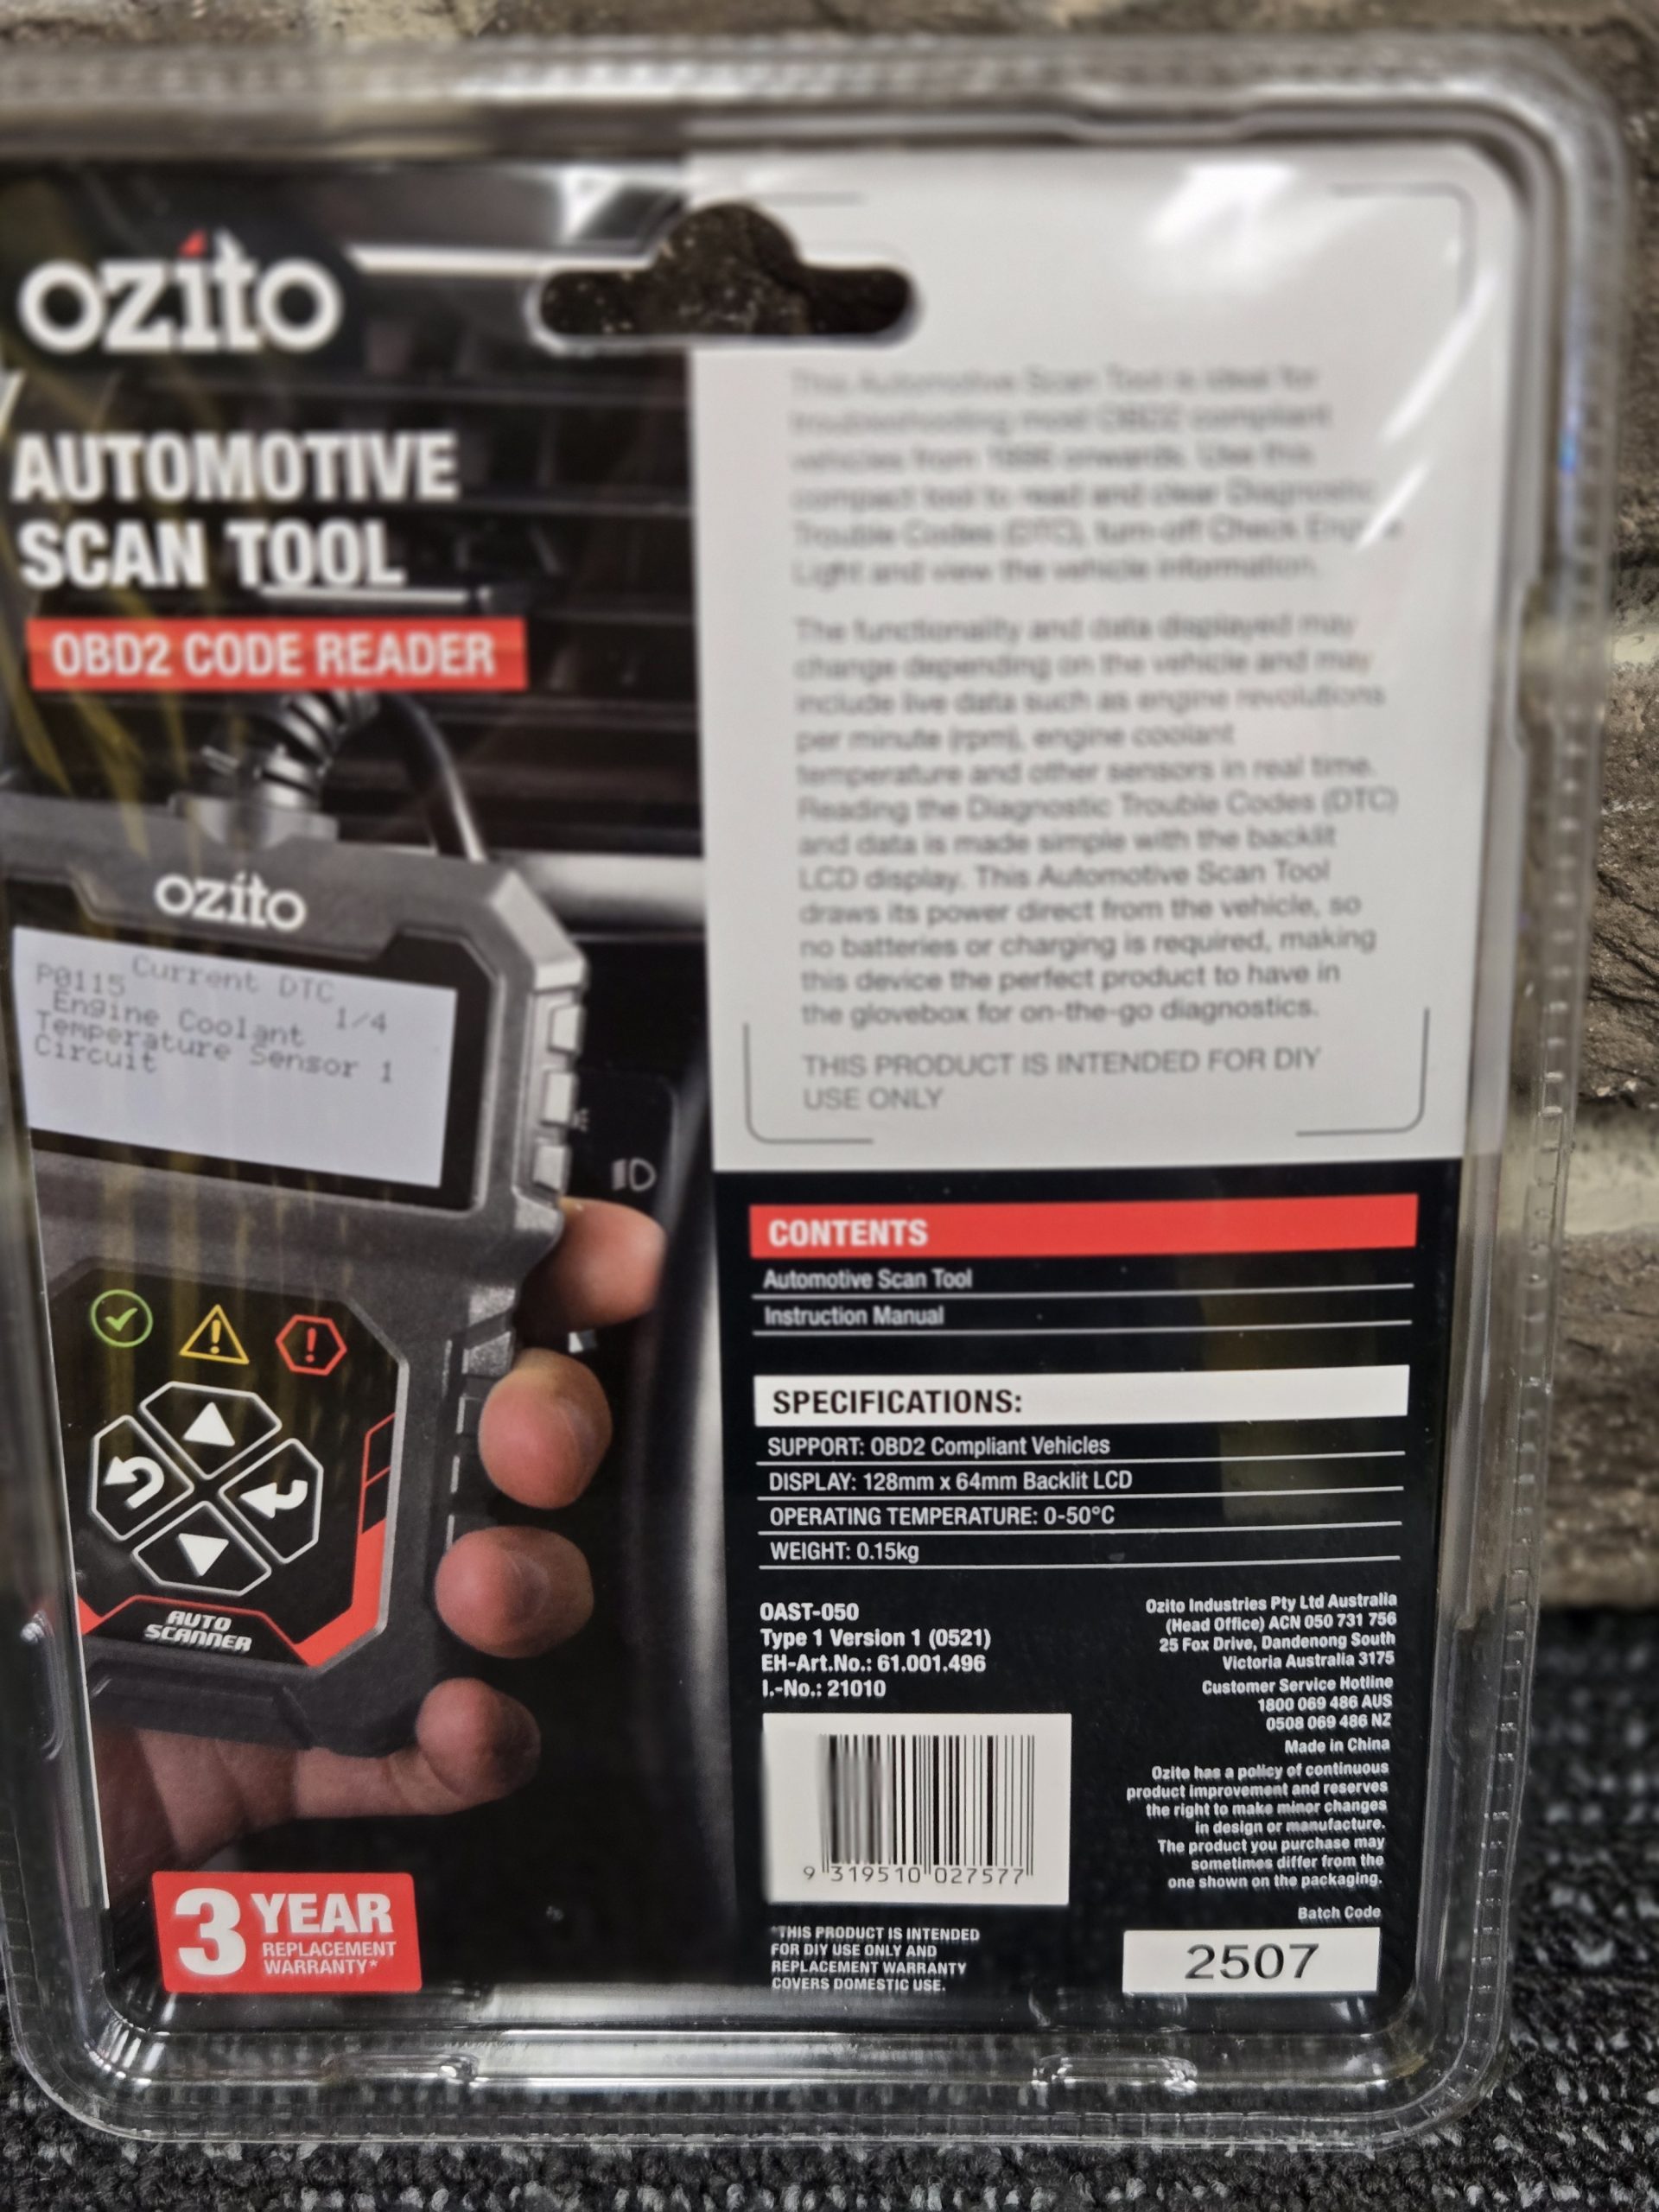 ozito
AUTOMOTIVE
SCAN TOOL
OBD2 CODE READER
ozito
Current DTC
P0115 1/4
Engine Coolant
Temperature Sensor 1
Circuit
AUTO
SCANNER
3 YEAR
REPLACEMENT
WARRANTY*
This Automotive Scan Tool is ideal for
troubleshooting most OBD2 compliant
vehicles from 1996 onwards. Use this
compact tool to read and clear Diagnostic
Trouble Codes (DTC), turn-off Check Engine
Light and view the vehicle information.
The functionality and data displayed may
change depending on the vehicle and may
include live data such as engine revolutions
per minute (rpm), engine coolant
temperature and other sensors in real time.
Reading the Diagnostic Trouble Codes (DTC)
and data is made simple with the backlit
LCD display. This Automotive Scan Tool
draws its power direct from the vehicle, so
no batteries or charging is required, making
this device the perfect product to have in
the glovebox for on-the-go diagnostics.
THIS PRODUCT IS INTENDED FOR DIY
USE ONLY
CONTENTS
Automotive Scan Tool
Instruction Manual
SPECIFICATIONS:
SUPPORT: OBD2 Compliant Vehicles
DISPLAY: 128mm x 64mm Backlit LCD
OPERATING TEMPERATURE: 0-50°C
WEIGHT: 0.15kg
OAST-050
Type 1 Version 1 (0521)
EH-Art.No.: 61.001.496
I.-No.: 21010
9 319510 027577
*THIS PRODUCT IS INTENDED
FOR DIY USE ONLY AND
REPLACEMENT WARRANTY
COVERS DOMESTIC USE.
Ozito Industries Pty Ltd Australia
(Head Office) ACN 050 731 756
25 Fox Drive, Dandenong South
Victoria Australia 3175
Customer Service Hotline
1800 069 486 AUS
0508 069 486 NZ
Made in China
Ozito has a policy of continuous
product improvement and reserves
the right to make minor changes
in design or manufacture.
The product you purchase may
sometimes differ from the
one shown on the packaging.
Batch Code
2507